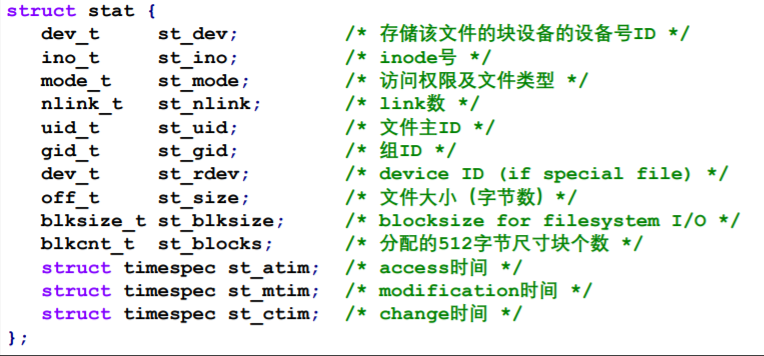 struct stat {
dev_t st_dev; /* 存储该文件的块设备的设备号ID */
ino_t st_ino; /* inode号 */
mode_t st_mode; /* 访问权限及文件类型 */
nlink_t st_nlink; /* link数 */
uid_t st_uid; /* 文件主ID */
gid_t st_gid; /* 组ID */
dev_t st_rdev; /* device ID (if special file) */
off_t st_size; /* 文件大小（字节数）*/
blksize_t st_blksize; /* blocksize for filesystem I/O */
blkcnt_t st_blocks; /* 分配的512字节尺寸块个数 */
struct timespec st_atim; /* access时间 */
struct timespec st_mtim; /* modification时间 */
struct timespec st_ctim; /* change时间 */
};